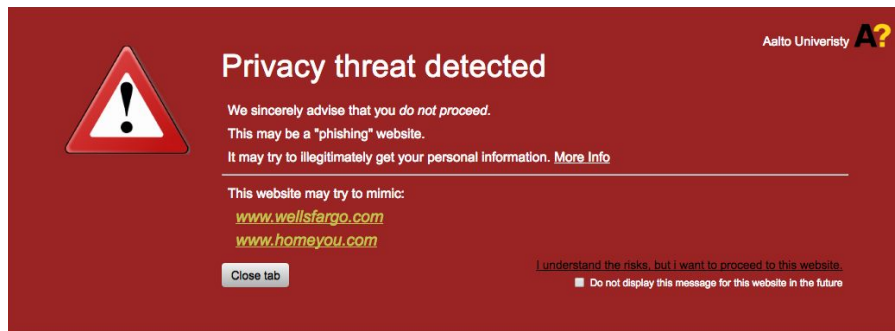 Aalto Univeristy A?
Privacy threat detected
We sincerely advise that you do not proceed.
This may be a "phishing" website.
It may try to illegitimately get your personal information. More Info
This website may try to mimic:
www.wellsfargo.com
www.homeyou.com
I understand the risks, but i want to proceed to this website.
Close tab
Do not display this message for this website in the future